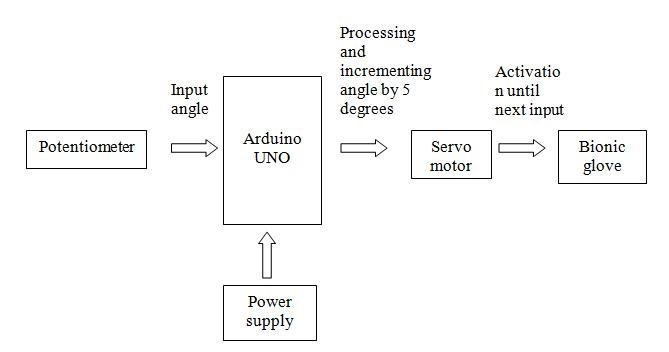 Potentiometer
Input
angle
Arduino
UNO
Power
supply
Processing
and
incrementing
angle by 5
degrees
Servo
motor
Activatio
n until
next input
Bionic
glove